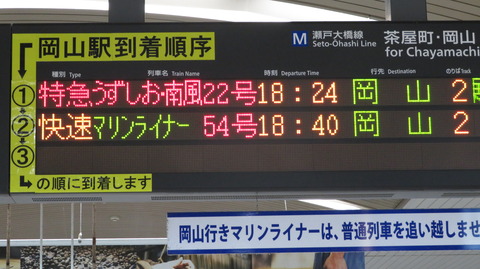 岡山駅到着順序
M 瀬戸大橋線 茶屋町・岡山
Seto-Ohashi Line for Chayamachi
種別 Type 列車名 Train Name 時刻 Departure Time 行先 Destination のりば Track
① 特急 うずしお・南風22号 18:24 岡山 2
② 快速 マリンライナー 54号 18:40 岡山 2
③
の順に到着します
岡山行きマリンライナーは、普通列車を追い越しませ